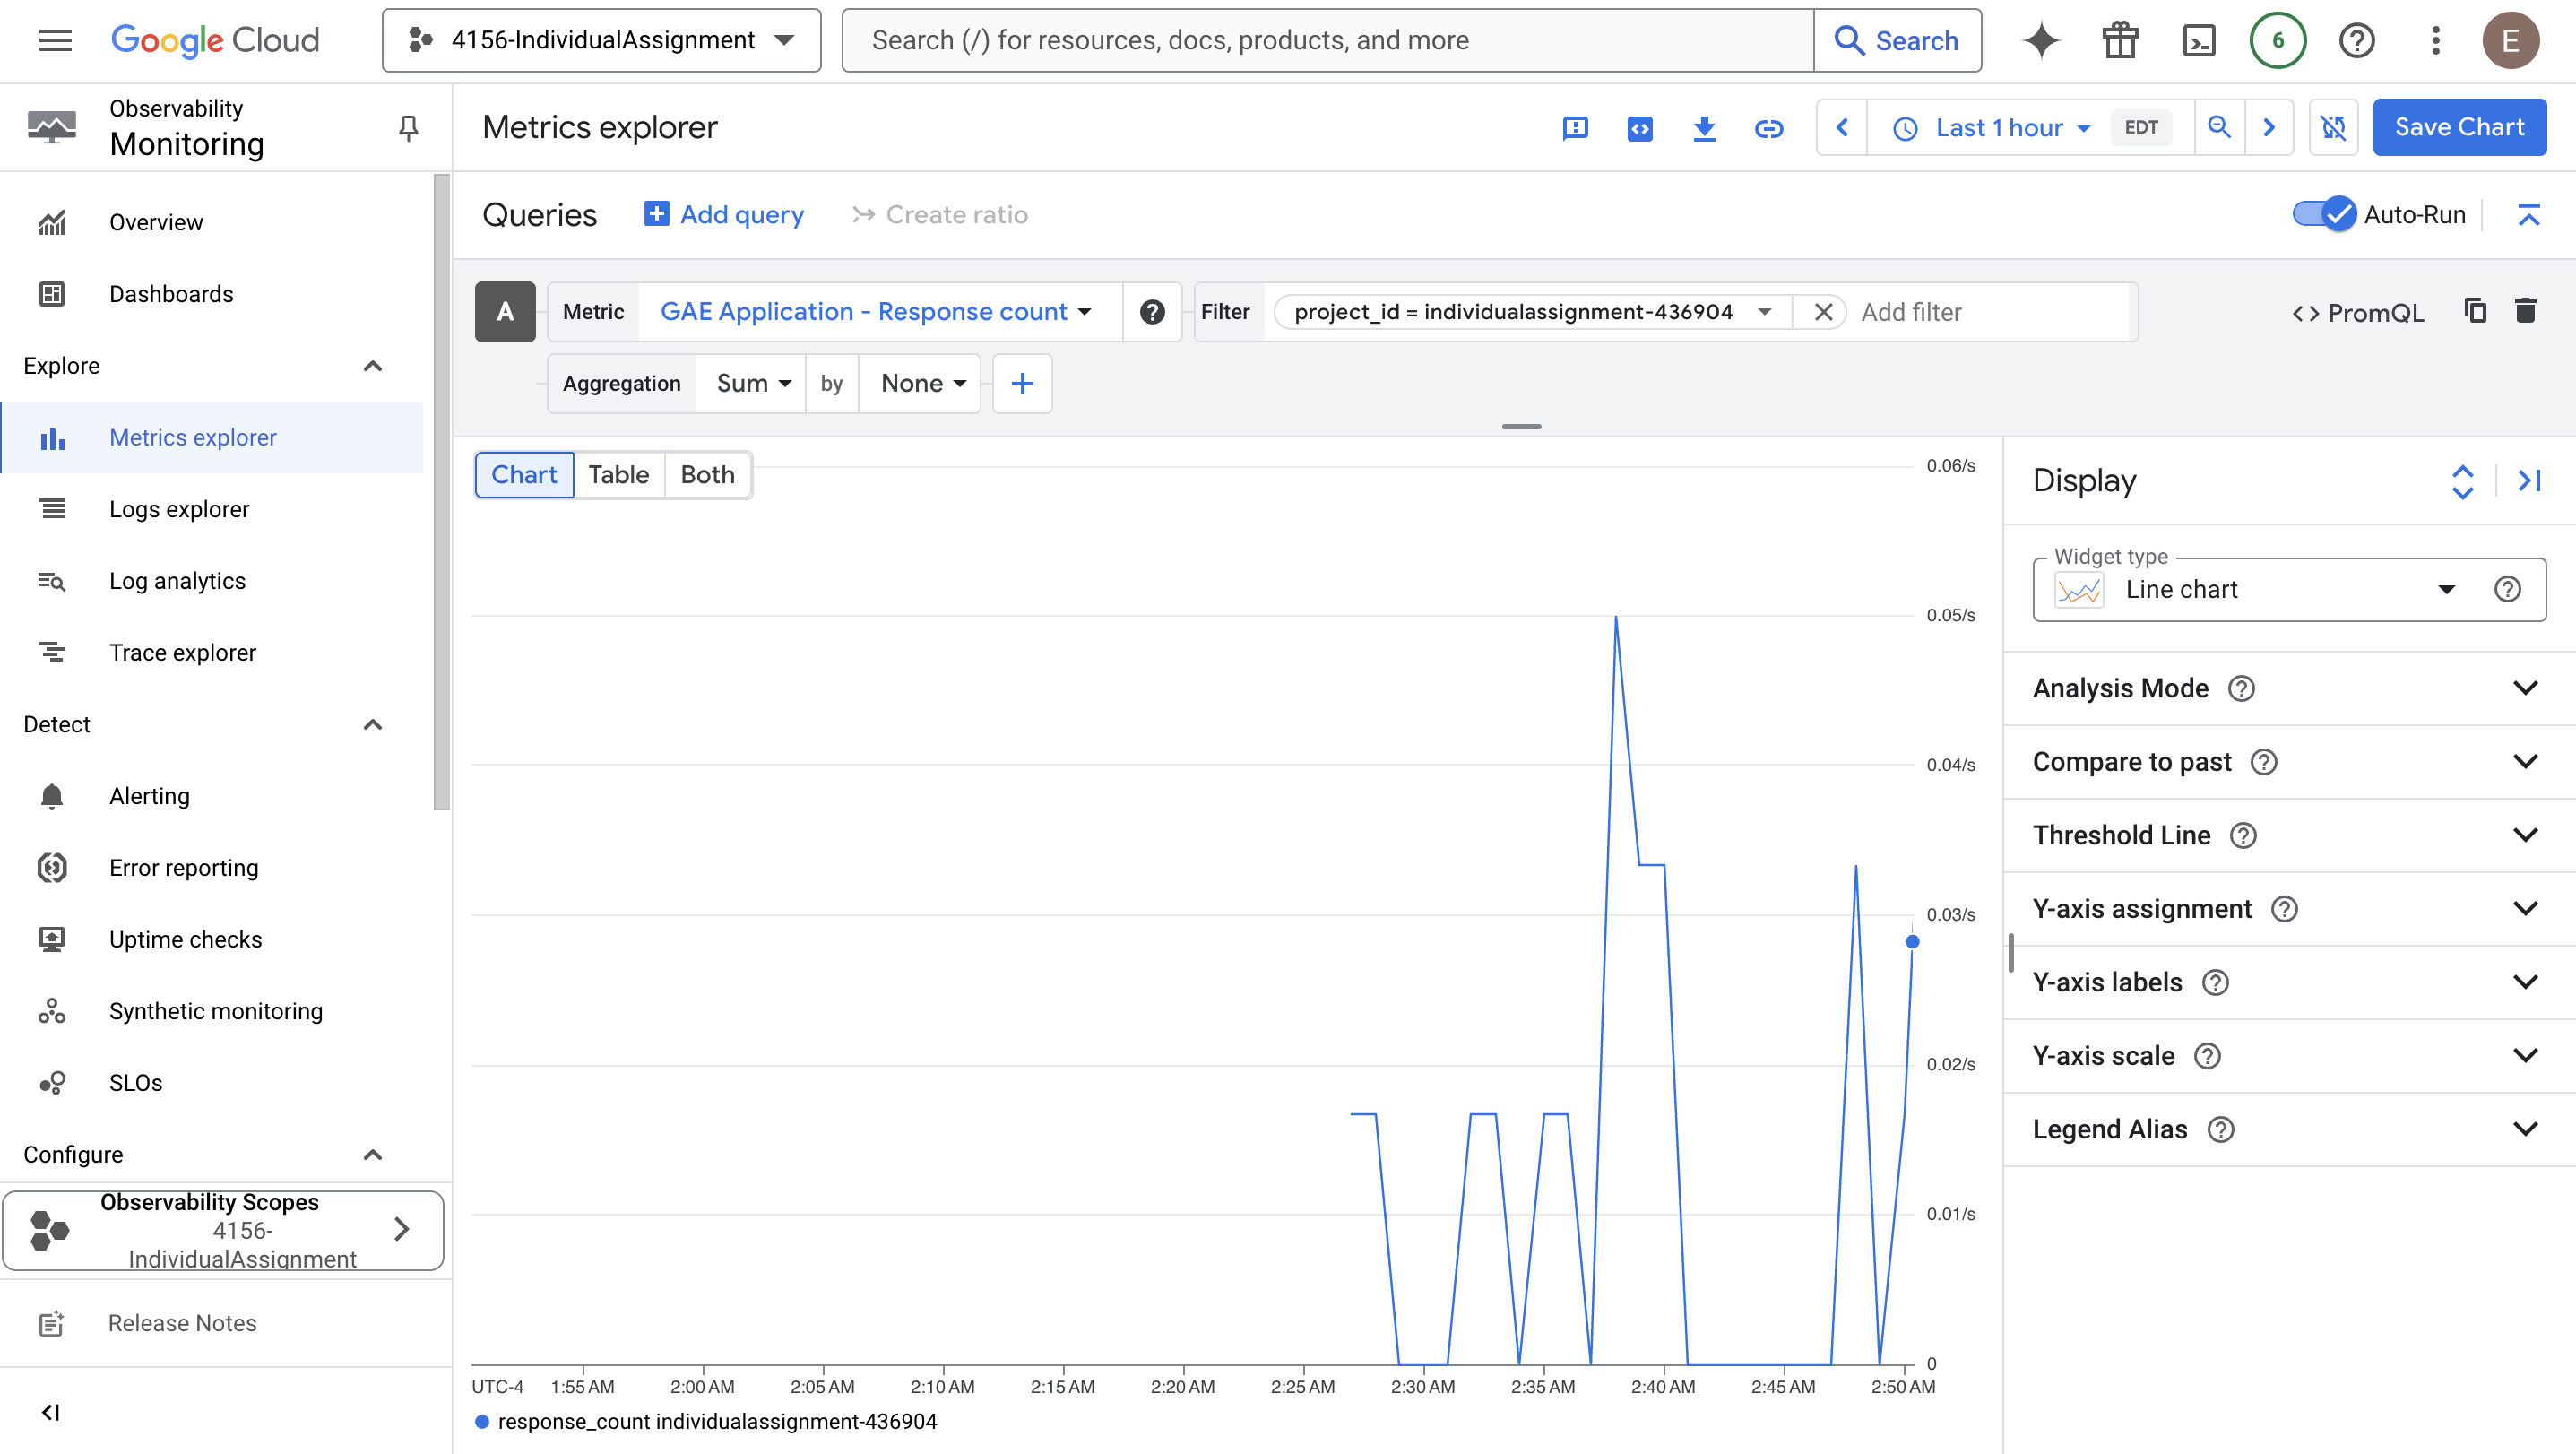 Google Cloud
4156-IndividualAssignment
Search (/) for resources, docs, products, and more
Search
6
E
Observability
Monitoring
Metrics explorer
Last 1 hour
EDT
Save Chart
Overview
Dashboards
Explore
Metrics explorer
Logs explorer
Log analytics
Trace explorer
Detect
Alerting
Error reporting
Uptime checks
Synthetic monitoring
SLOs
Configure
Observability Scopes
4156-
IndividualAssignment
Release Notes
Queries
Add query
Create ratio
Auto-Run
A
Metric
GAE Application - Response count
Filter
project_id = individualassignment-436904
Add filter
<> PromQL
Aggregation
Sum
by
None
Chart
Table
Both
0.06/s
0.05/s
0.04/s
0.03/s
0.02/s
0.01/s
0
UTC-4
1:55 AM
2:00 AM
2:05 AM
2:10 AM
2:15 AM
2:20 AM
2:25 AM
2:30 AM
2:35 AM
2:40 AM
2:45 AM
2:50 AM
response_count individualassignment-436904
Display
Widget type
Line chart
Analysis Mode
Compare to past
Threshold Line
Y-axis assignment
Y-axis labels
Y-axis scale
Legend Alias